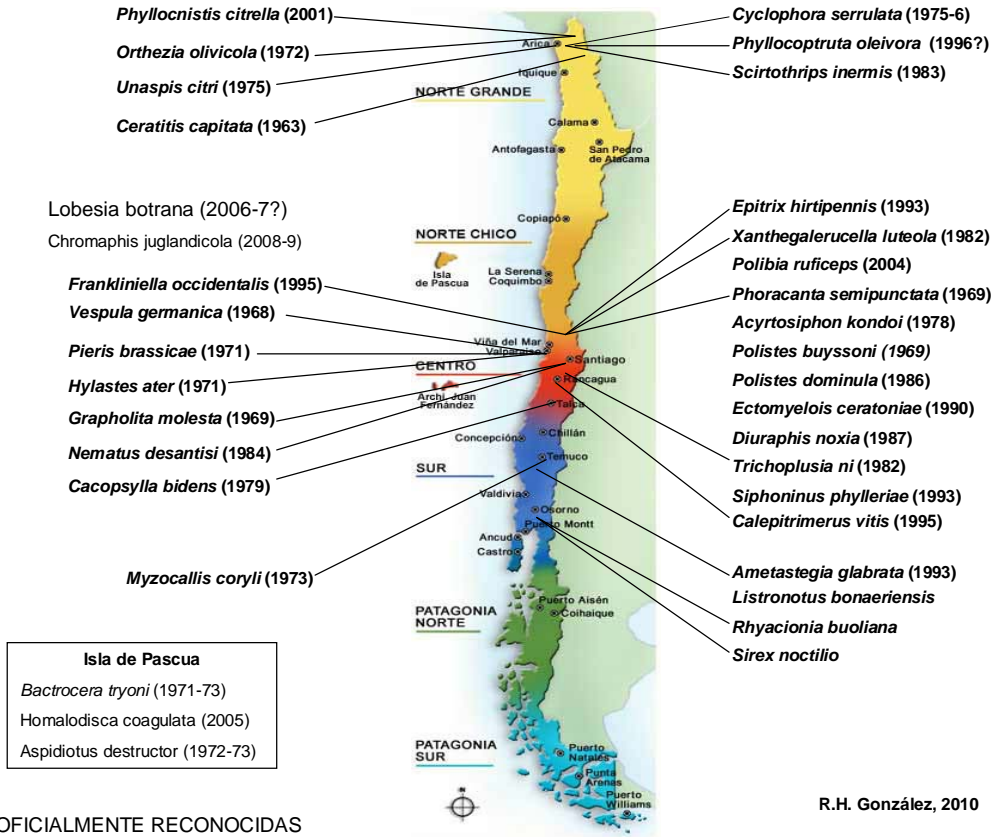 Phyllocnistis citrella (2001)
Orthezia olivicola (1972)
Unaspis citri (1975)
Ceratitis capitata (1963)
Cyclophora serrulata (1975-6)
Phyllocoptruta oleivora (1996?)
Scirtothrips inermis (1983)
Arica
Iquique
NORTE GRANDE
Calama
Antofagasta
San Pedro
de Atacama
Lobesia botrana (2006-7?)
Chromaphis juglandicola (2008-9)
Frankliniella occidentalis (1995)
Vespula germanica (1968)
Pieris brassicae (1971)
Hylastes ater (1971)
Grapholita molesta (1969)
Nematus desantisi (1984)
Cacopsylla bidens (1979)
Myzocallis coryli (1973)
Copiapó
NORTE CHICO
Isla
de Pascua
La Serena
Coquimbo
Viña del Mar
Valparaiso
CENTRO
Santiago
Rancagua
Archi. Juan
Fernández
Talca
Chillán
Concepción
SUR
Temuco
Valdivia
Osorno
Puerto Montt
Ancud
Castro
Puerto Aisén
PATAGONIA
NORTE
Coihaique
PATAGONIA
SUR
Puerto
Natales
Punta
Arenas
Puerto
Williams
Epitrix hirtipennis (1993)
Xanthegalerucella luteola (1982)
Polibia ruficeps (2004)
Phoracanta semipunctata (1969)
Acyrtosiphon kondoi (1978)
Polistes buyssoni (1969)
Polistes dominula (1986)
Ectomyelois ceratoniae (1990)
Diuraphis noxia (1987)
Trichoplusia ni (1982)
Siphoninus phylleriae (1993)
Calepitrimerus vitis (1995)
Ametastegia glabrata (1993)
Listronotus bonaeriensis
Rhyacionia buoliana
Sirex noctilio
Isla de Pascua
Bactrocera tryoni (1971-73)
Homalodisca coagulata (2005)
Aspidiotus destructor (1972-73)
R.H. González, 2010
OFICIALMENTE RECONOCIDAS